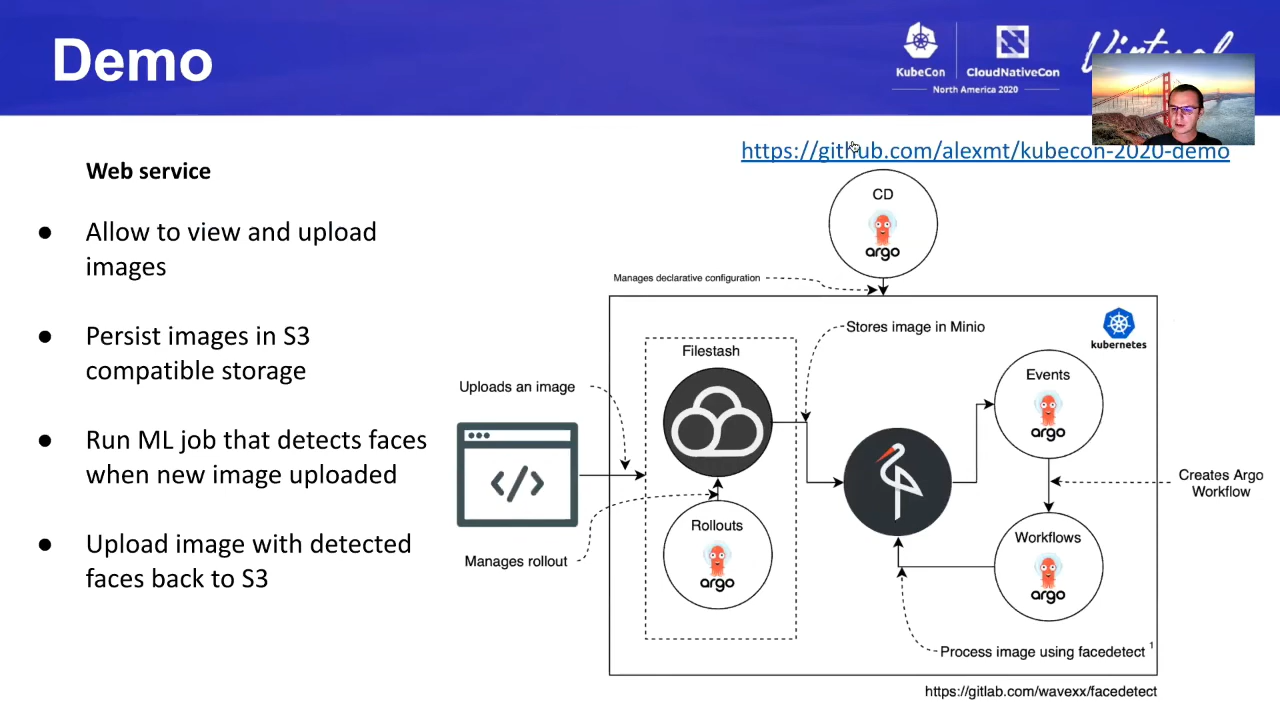 Demo
KubeCon
CloudNativeCon
North America 2020
Virtual
https://github.com/alexmt/kubecon-2020-demo
Web service
● Allow to view and upload
images
● Persist images in S3
compatible storage
● Run ML job that detects faces
when new image uploaded
● Upload image with detected
faces back to S3
CD
argo
Manages declarative configuration
kubernetes
Stores image in Minio
Filestash
Uploads an image
</>
Rollouts
argo
Manages rollout
Events
argo
Creates Argo
Workflow
Workflows
argo
Process image using facedetect 1
https://gitlab.com/wavexx/facedetect